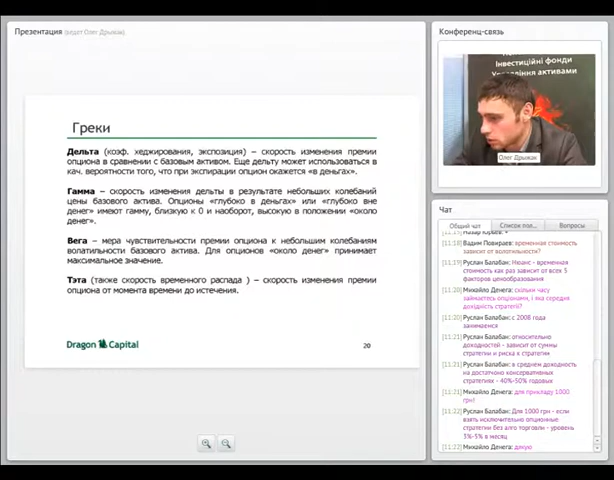 Презентация (ведет Олег Дрыжак)
Греки
Дельта (коэф. хеджирования, экспозиция) – скорость изменения премии
опциона в сравнении с базовым активом. Еще дельту может использоваться в
кач. вероятности того, что при экспирации опцион окажется «в деньгах».
Гамма – скорость изменения дельты в результате небольших колебаний
цены базового актива. Опционы «глубоко в деньгах» или «глубоко вне
денег» имеют гамму, близкую к 0 и наоборот, высокую в положении «около
денег».
Вега – мера чувствительности премии опциона к небольшим колебаниям
волатильности базового актива. Для опционов «около денег» принимает
максимальное значение.
Тэта (также скорость временного распада ) – скорость изменения премии
опциона от момента времени до истечения.
Dragon Capital
20
Конференц-связь
Інвестиційні фонди
Управління активами
Олег Дрыжак
Чат
Общий чат Список пол... Вопросы
[11:18] Вадим Повираев: временная стоимость
зависит от вологильности?
[11:19] Руслан Балабан: Нюанс - временная
стоимость как раз зависит от всех 5
факторов ценообразования
[11:20] Михайло Денега: скільки часу
займаєтесь опціонами, і яка середня
дохідність стратегії?
[11:20] Руслан Балабан: с 2008 года
занимается
[11:21] Руслан Балабан: относительно
доходностей - зависит от суммы
стратегии и риска к стратегии
[11:21] Руслан Балабан: в среднем доходность
на достаточно консервативных
стратегиях - 40%-50% годовых
[11:21] Михайло Денега: для прикладу 1000
грн!
[11:22] Руслан Балабан: Для 1000 грн - если
взять исключительно опционные
стратегии без алго торговли - уровень
3%-5% в месяц
[11:22] Михайло Денега: дякую